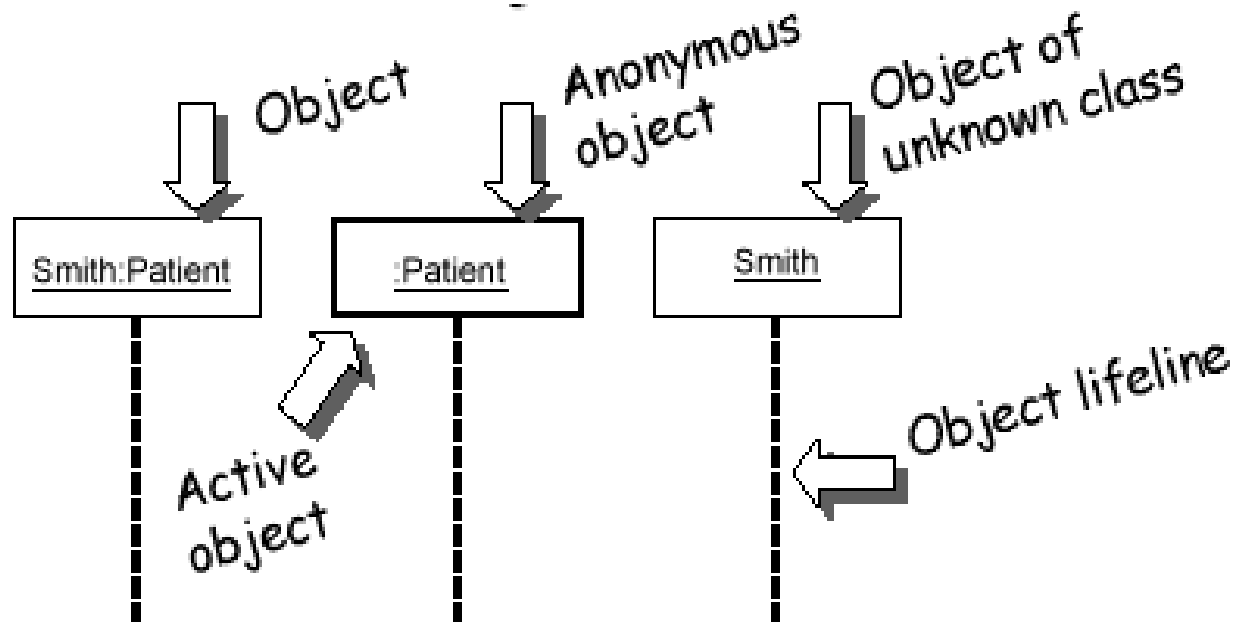 Object
Anonymous
object
Object of
unknown class
Smith:Patient
:Patient
Smith
Active
object
Object lifeline